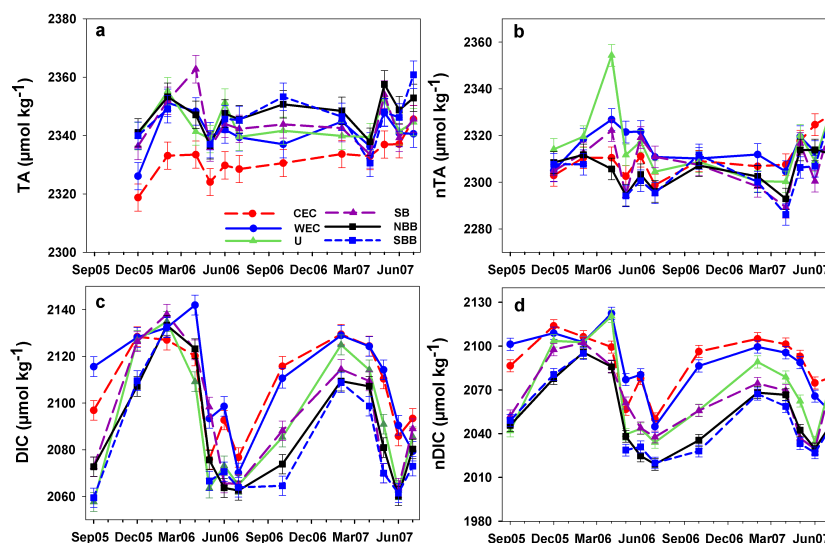 2380
2360
2340
2320
2300
TA (µmol kg-1)
a
CEC
WEC
U
SB
NBB
SBB
Sep05 Dec05 Mar06 Jun06 Sep06 Dec06 Mar07 Jun07
2360
2340
2320
2300
2280
nTA (µmol kg-1)
b
Sep05 Dec05 Mar06 Jun06 Sep06 Dec06 Mar07 Jun07
2140
2120
2100
2080
2060
DIC (µmol kg-1)
c
Sep05 Dec05 Mar06 Jun06 Sep06 Dec06 Mar07 Jun07
2130
2100
2070
2040
2010
1980
nDIC (µmol kg-1)
d
Sep05 Dec05 Mar06 Jun06 Sep06 Dec06 Mar07 Jun07